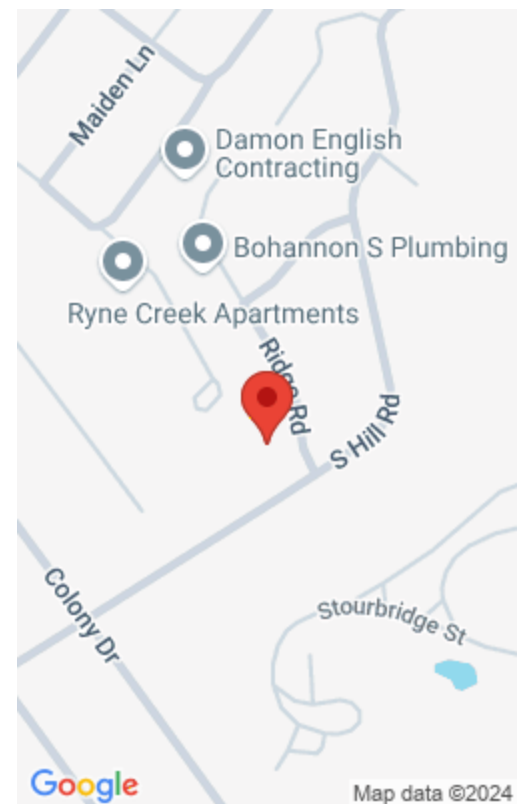 Maiden Ln
Damon English
Contracting
Bohannon S Plumbing
Ryne Creek Apartments
Ridge Rd
S Hill Rd
Colony Dr
Stourbridge St
Google
Map data ©2024